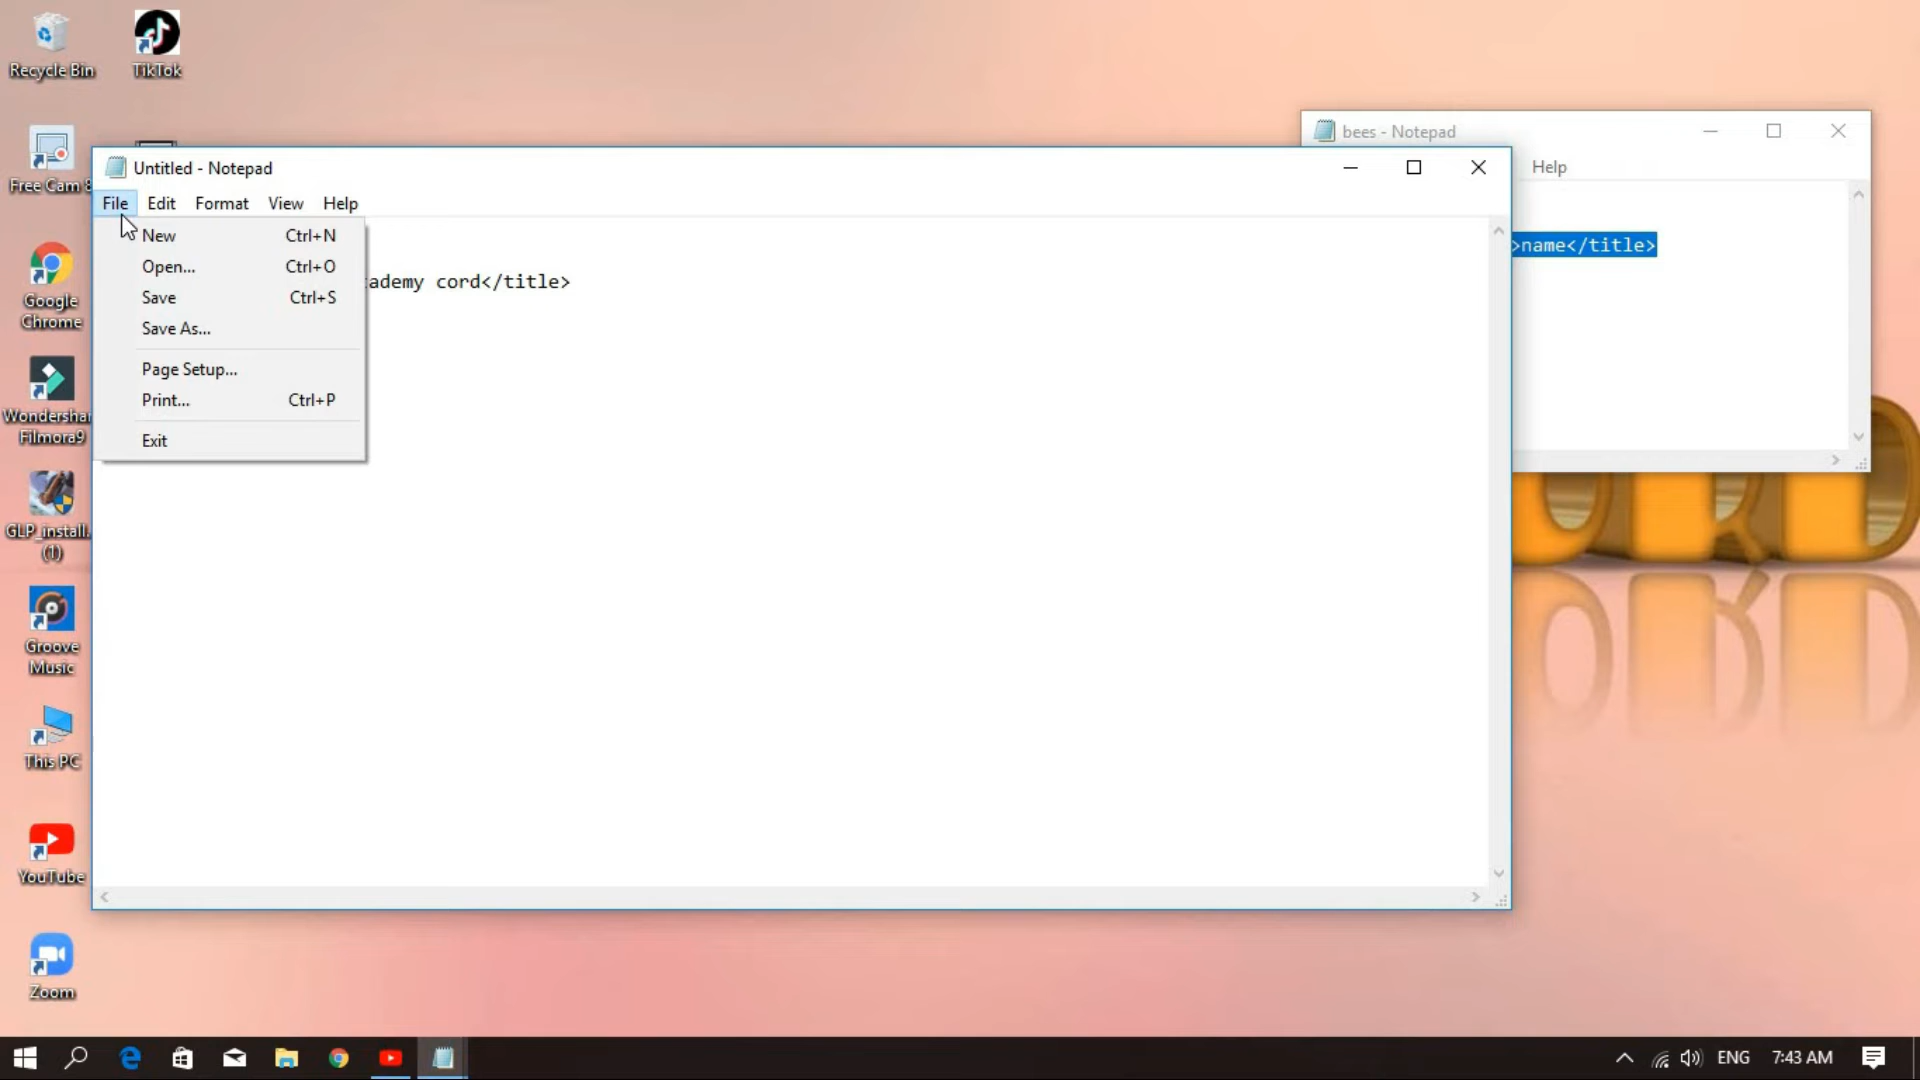 Recycle Bin
TikTok
Free Cam 8
Google
Chrome
Wondershar
Filmora9
GLP_install.
(1)
Groove
Music
This PC
YouTube
Zoom
bees - Notepad
Help
>name</title>
Untitled - Notepad
File Edit Format View Help
New Ctrl+N
Open... Ctrl+O
Save Ctrl+S
Save As...
Page Setup...
Print... Ctrl+P
Exit
ademy cord</title>
ENG 7:43 AM